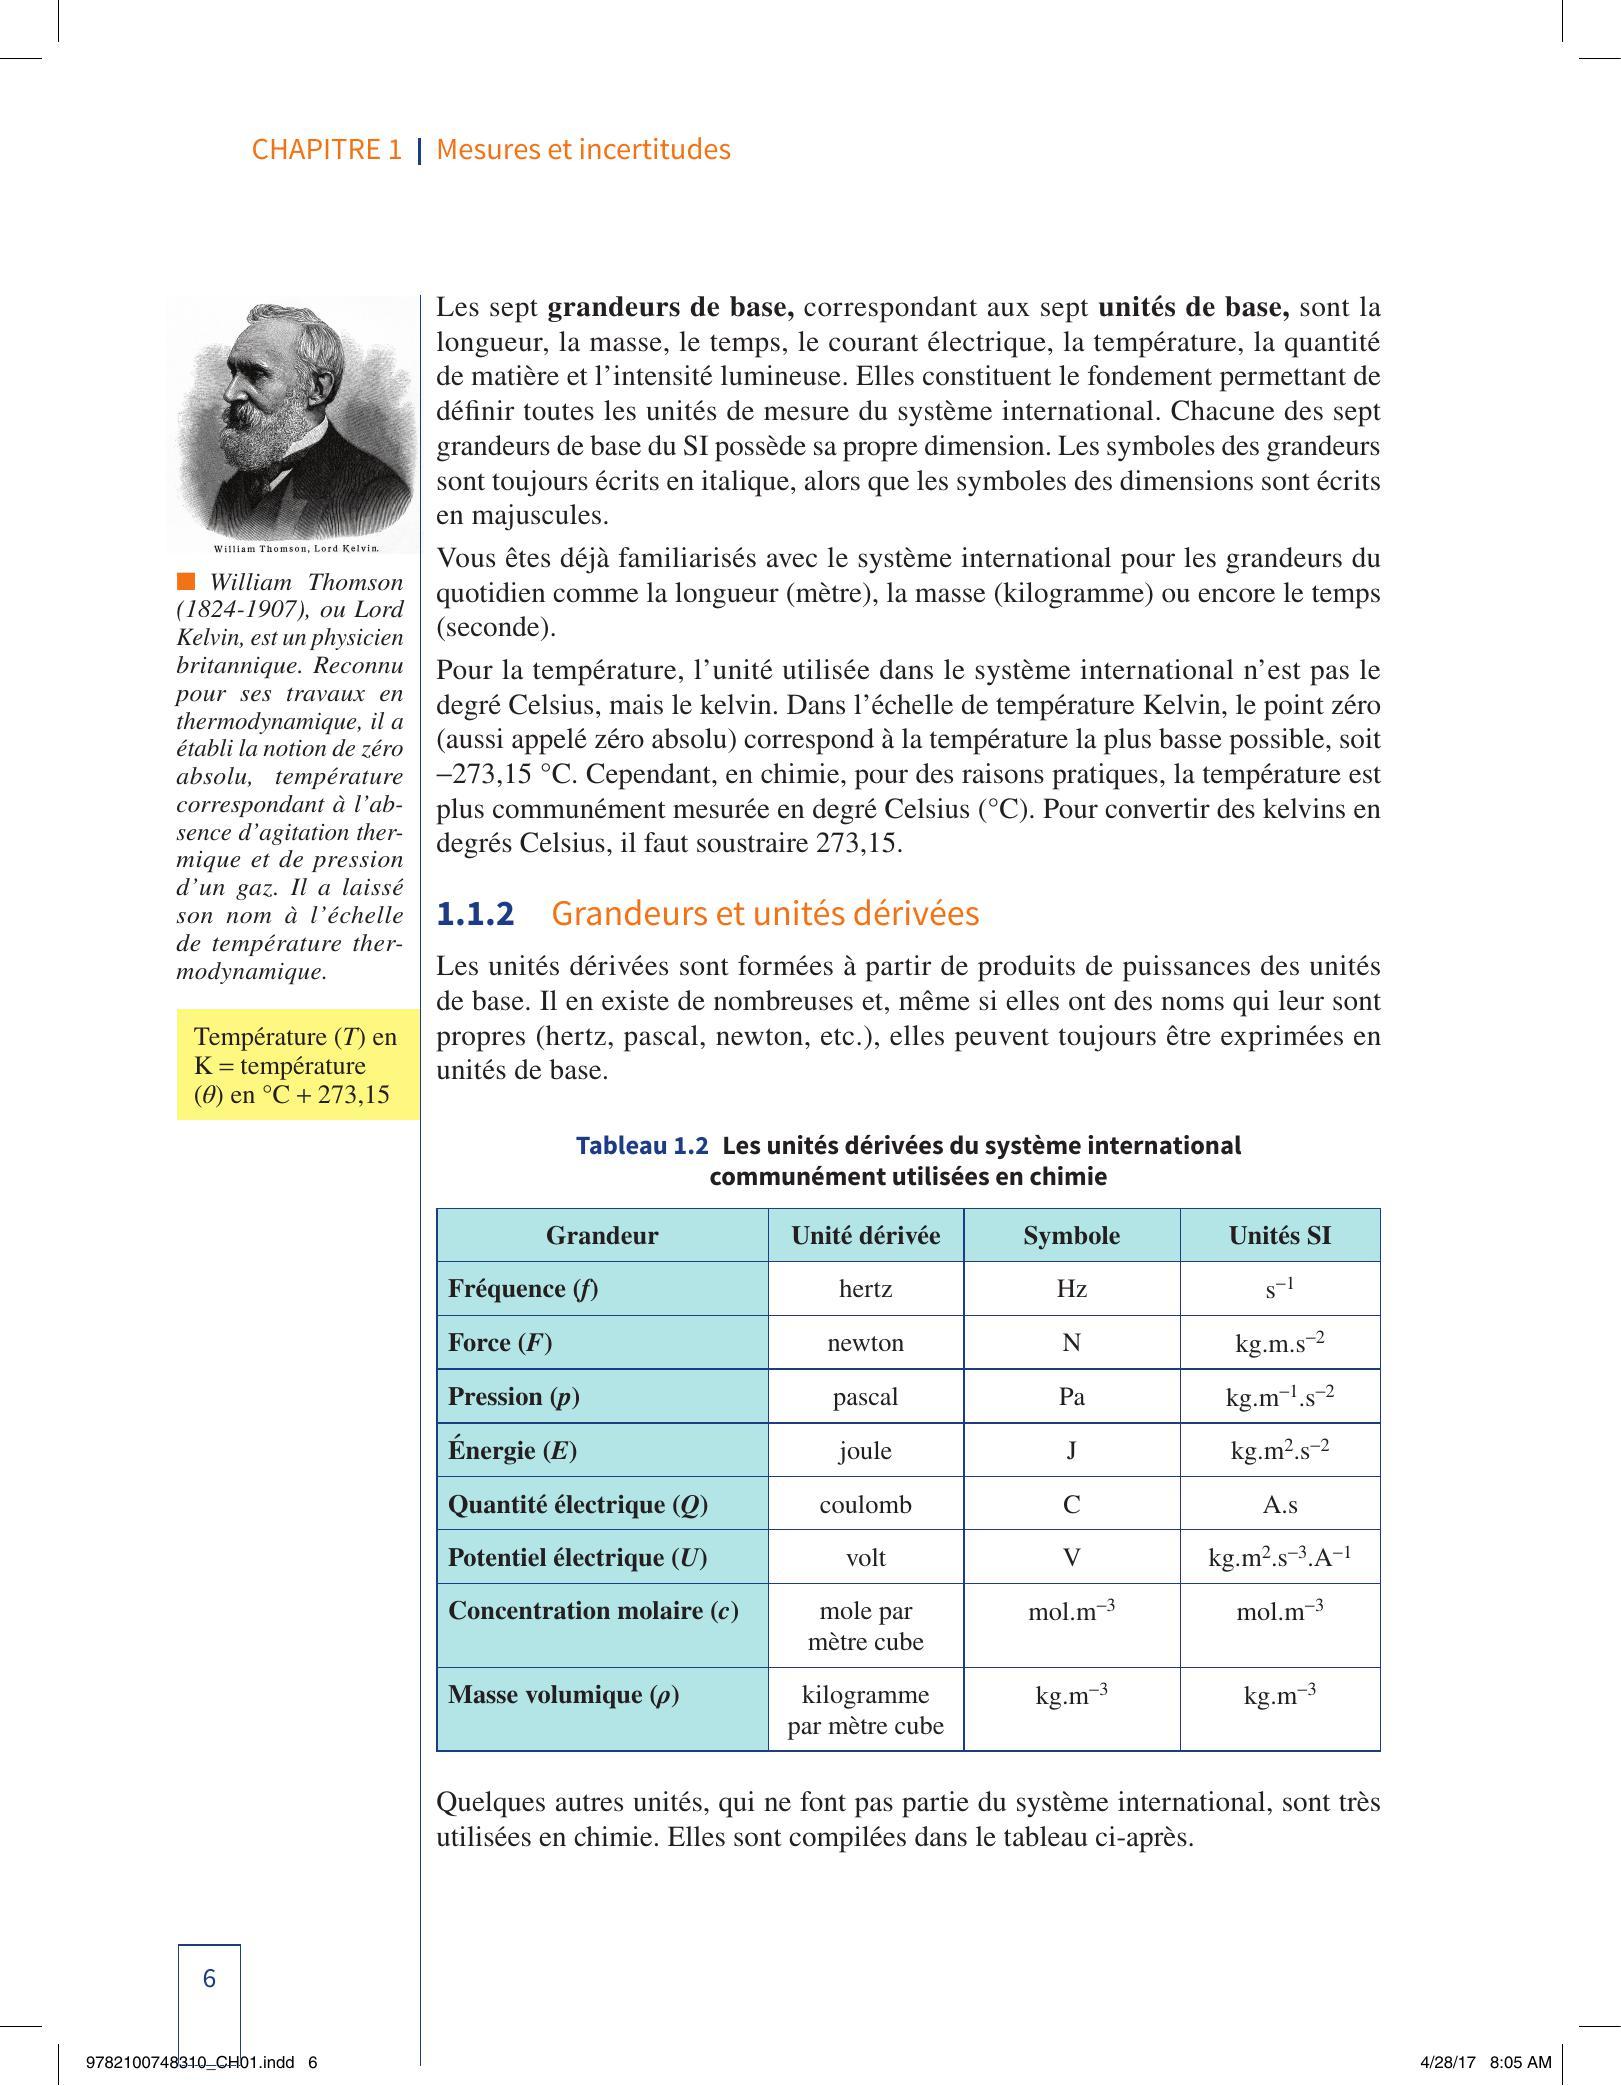 CHAPITRE 1 | Mesures et incertitudes
William Thomson, Lord Kelvin.
■ William Thomson
(1824-1907), ou Lord
Kelvin, est un physicien
britannique. Reconnu
pour ses travaux en
thermodynamique, il a
établi la notion de zéro
absolu, température
correspondant à l’ab-
sence d’agitation ther-
mique et de pression
d’un gaz. Il a laissé
son nom à l’échelle
de température ther-
modynamique.
Température (T) en
K = température
(θ) en °C + 273,15
Les sept grandeurs de base, correspondant aux sept unités de base, sont la
longueur, la masse, le temps, le courant électrique, la température, la quantité
de matière et l’intensité lumineuse. Elles constituent le fondement permettant de
définir toutes les unités de mesure du système international. Chacune des sept
grandeurs de base du SI possède sa propre dimension. Les symboles des grandeurs
sont toujours écrits en italique, alors que les symboles des dimensions sont écrits
en majuscules.
Vous êtes déjà familiarisés avec le système international pour les grandeurs du
quotidien comme la longueur (mètre), la masse (kilogramme) ou encore le temps
(seconde).
Pour la température, l’unité utilisée dans le système international n’est pas le
degré Celsius, mais le kelvin. Dans l’échelle de température Kelvin, le point zéro
(aussi appelé zéro absolu) correspond à la température la plus basse possible, soit
–273,15 °C. Cependant, en chimie, pour des raisons pratiques, la température est
plus communément mesurée en degré Celsius (°C). Pour convertir des kelvins en
degrés Celsius, il faut soustraire 273,15.
1.1.2 Grandeurs et unités dérivées
Les unités dérivées sont formées à partir de produits de puissances des unités
de base. Il en existe de nombreuses et, même si elles ont des noms qui leur sont
propres (hertz, pascal, newton, etc.), elles peuvent toujours être exprimées en
unités de base.
Tableau 1.2 Les unités dérivées du système international
communément utilisées en chimie
Grandeur Unité dérivée Symbole Unités SI
Fréquence (f) hertz Hz s⁻¹
Force (F) newton N kg.m.s⁻²
Pression (p) pascal Pa kg.m⁻¹.s⁻²
Énergie (E) joule J kg.m².s⁻²
Quantité électrique (Q) coulomb C A.s
Potentiel électrique (U) volt V kg.m².s⁻³.A⁻¹
Concentration molaire (c) mole par mol.m⁻³ mol.m⁻³
mètre cube
Masse volumique (ρ) kilogramme kg.m⁻³ kg.m⁻³
par mètre cube
Quelques autres unités, qui ne font pas partie du système international, sont très
utilisées en chimie. Elles sont compilées dans le tableau ci-après.
6
9782100748310_CH01.indd 6 4/28/17 8:05 AM